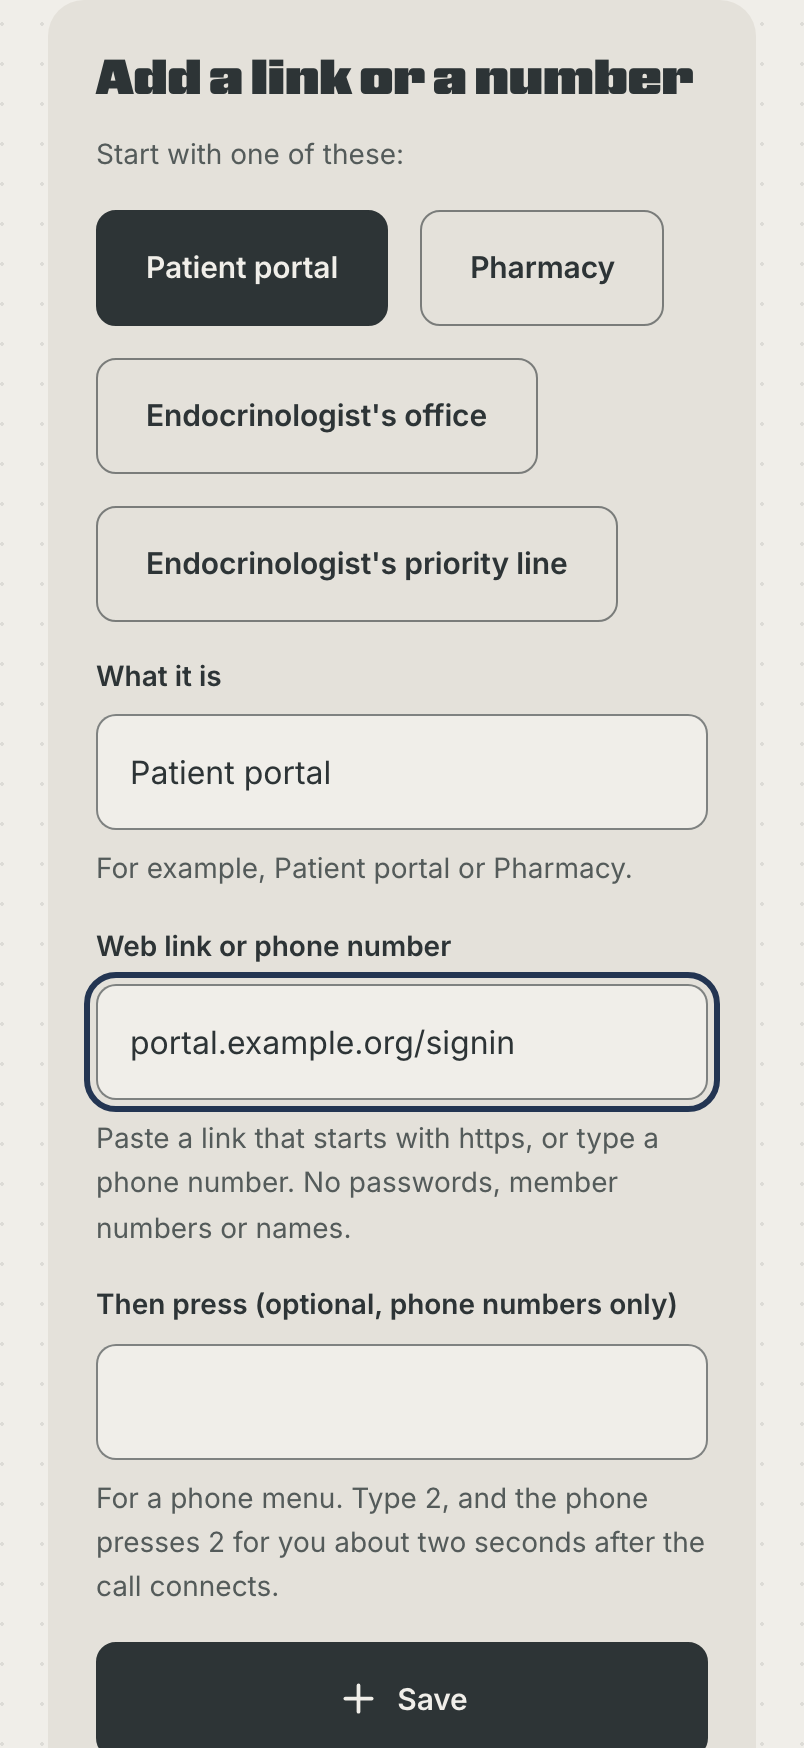 Add a link or a number
Start with one of these:
Patient portal
Pharmacy
Endocrinologist's office
Endocrinologist's priority line
What it is
Patient portal
For example, Patient portal or Pharmacy.
Web link or phone number
portal.example.org/signin
Paste a link that starts with https, or type a
phone number. No passwords, member
numbers or names.
Then press (optional, phone numbers only)
For a phone menu. Type 2, and the phone
presses 2 for you about two seconds after the
call connects.
Save